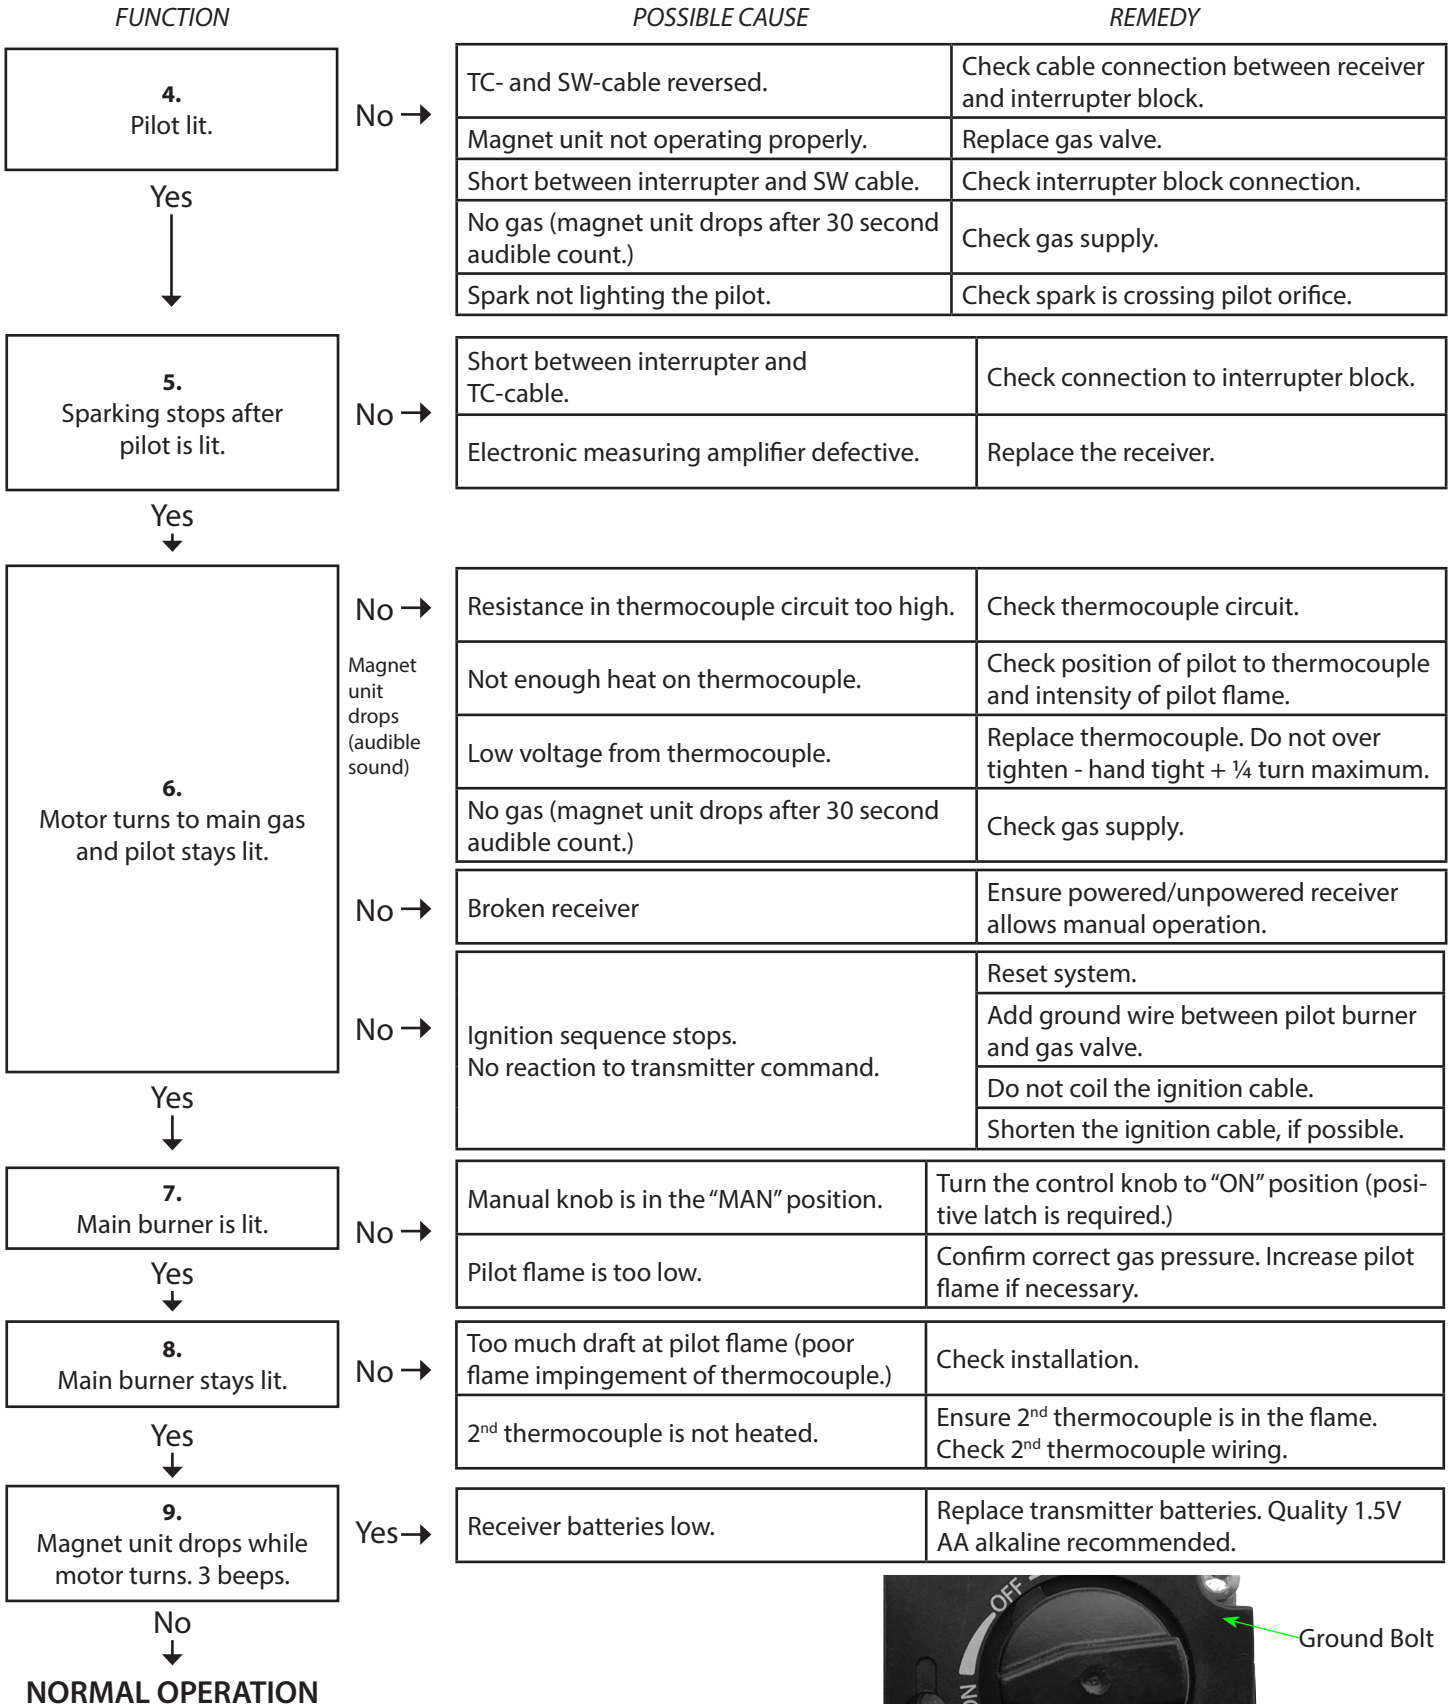 FUNCTION
POSSIBLE CAUSE
REMEDY
4.
Pilot lit.
No
TC- and SW-cable reversed.
Check cable connection between receiver
and interrupter block.
Magnet unit not operating properly.
Replace gas valve.
Short between interrupter and SW cable.
Check interrupter block connection.
No gas (magnet unit drops after 30 second
audible count.)
Check gas supply.
Spark not lighting the pilot.
Check spark is crossing pilot orifice.
Yes
5.
Sparking stops after
pilot is lit.
No
Short between interrupter and
TC-cable.
Check connection to interrupter block.
Electronic measuring amplifier defective.
Replace the receiver.
Yes
6.
Motor turns to main gas
and pilot stays lit.
No
Magnet
unit
drops
(audible
sound)
Resistance in thermocouple circuit too high.
Check thermocouple circuit.
Not enough heat on thermocouple.
Check position of pilot to thermocouple
and intensity of pilot flame.
Low voltage from thermocouple.
Replace thermocouple. Do not over
tighten - hand tight + ¼ turn maximum.
No gas (magnet unit drops after 30 second
audible count.)
Check gas supply.
No
Broken receiver
Ensure powered/unpowered receiver
allows manual operation.
No
Ignition sequence stops.
No reaction to transmitter command.
Reset system.
Add ground wire between pilot burner
and gas valve.
Do not coil the ignition cable.
Shorten the ignition cable, if possible.
Yes
7.
Main burner is lit.
No
Manual knob is in the “MAN” position.
Turn the control knob to “ON” position (posi-
tive latch is required.)
Pilot flame is too low.
Confirm correct gas pressure. Increase pilot
flame if necessary.
Yes
8.
Main burner stays lit.
No
Too much draft at pilot flame (poor
flame impingement of thermocouple.)
Check installation.
2nd thermocouple is not heated.
Ensure 2nd thermocouple is in the flame.
Check 2nd thermocouple wiring.
Yes
9.
Magnet unit drops while
motor turns. 3 beeps.
Yes
Receiver batteries low.
Replace transmitter batteries. Quality 1.5V
AA alkaline recommended.
No
NORMAL OPERATION
OFF
ON
Ground Bolt